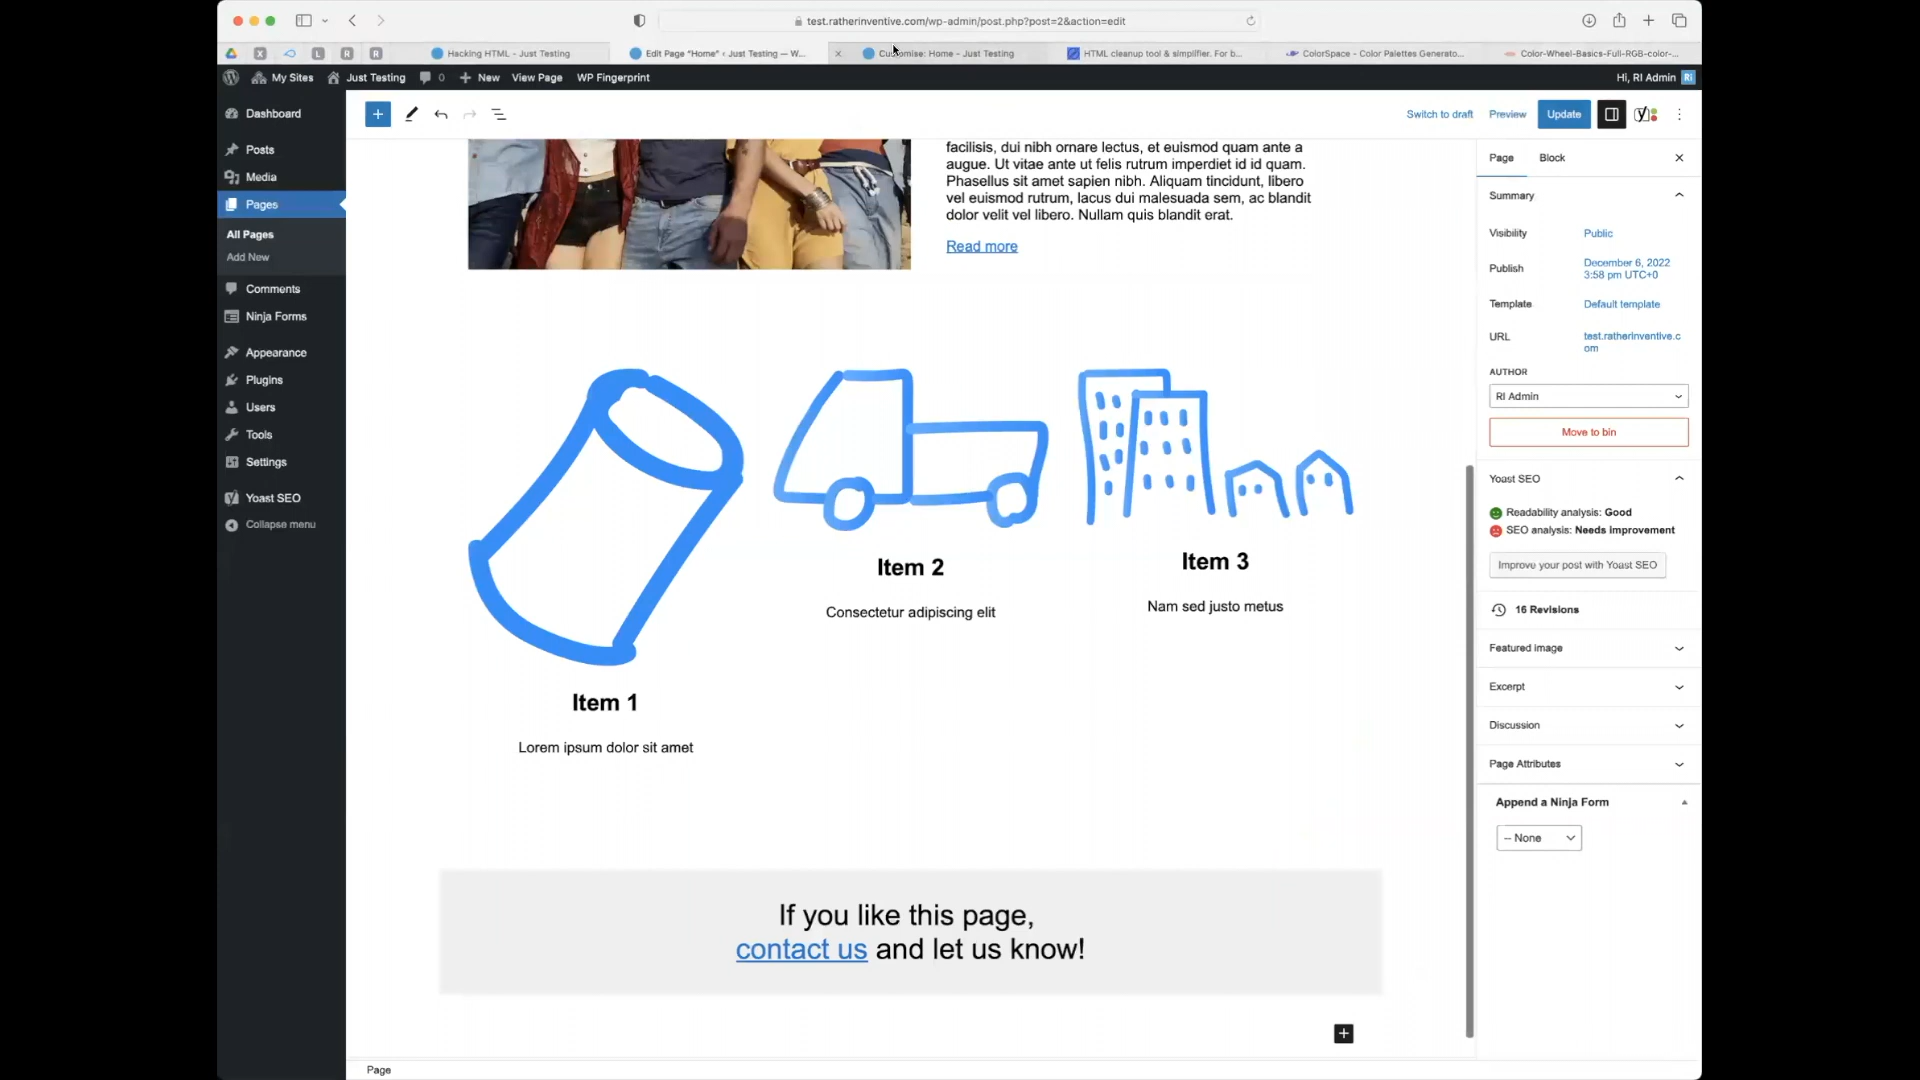 test.ratherinventive.com/wp-admin/post.php?post=2&action=edit
X
L
R
R
Hacking HTML - Just Testing
Edit Page "Home" ‹ Just Testing — W...
Customise: Home - Just Testing
HTML cleanup tool & simplifier. For b...
ColorSpace - Color Palettes Generato...
Color-Wheel-Basics-Full-RGB-color-...
My Sites
Just Testing
0
New
View Page
WP Fingerprint
Hi, RI Admin
RI
Dashboard
Posts
Media
Pages
All Pages
Add New
Comments
Ninja Forms
Appearance
Plugins
Users
Tools
Settings
Yoast SEO
Collapse menu
Switch to draft
Preview
Update
facilisis, dui nibh ornare lectus, et euismod quam ante a
augue. Ut vitae ante ut felis rutrum imperdiet id id quam.
Phasellus sit amet sapien nibh. Aliquam tincidunt, libero
vel euismod rutrum, lacus dui malesuada sem, ac blandit
dolor velit vel libero. Nullam quis blandit erat.
Read more
Item 1
Lorem ipsum dolor sit amet
Item 2
Consectetur adipiscing elit
Item 3
Nam sed justo metus
If you like this page,
contact us and let us know!
Page
Page
Block
Summary
Visibility
Public
Publish
December 6, 2022
3:58 pm UTC+0
Template
Default template
URL
test.ratherinventive.c
om
AUTHOR
RI Admin
Move to bin
Yoast SEO
Readability analysis: Good
SEO analysis: Needs improvement
Improve your post with Yoast SEO
16 Revisions
Featured image
Excerpt
Discussion
Page Attributes
Append a Ninja Form
-- None